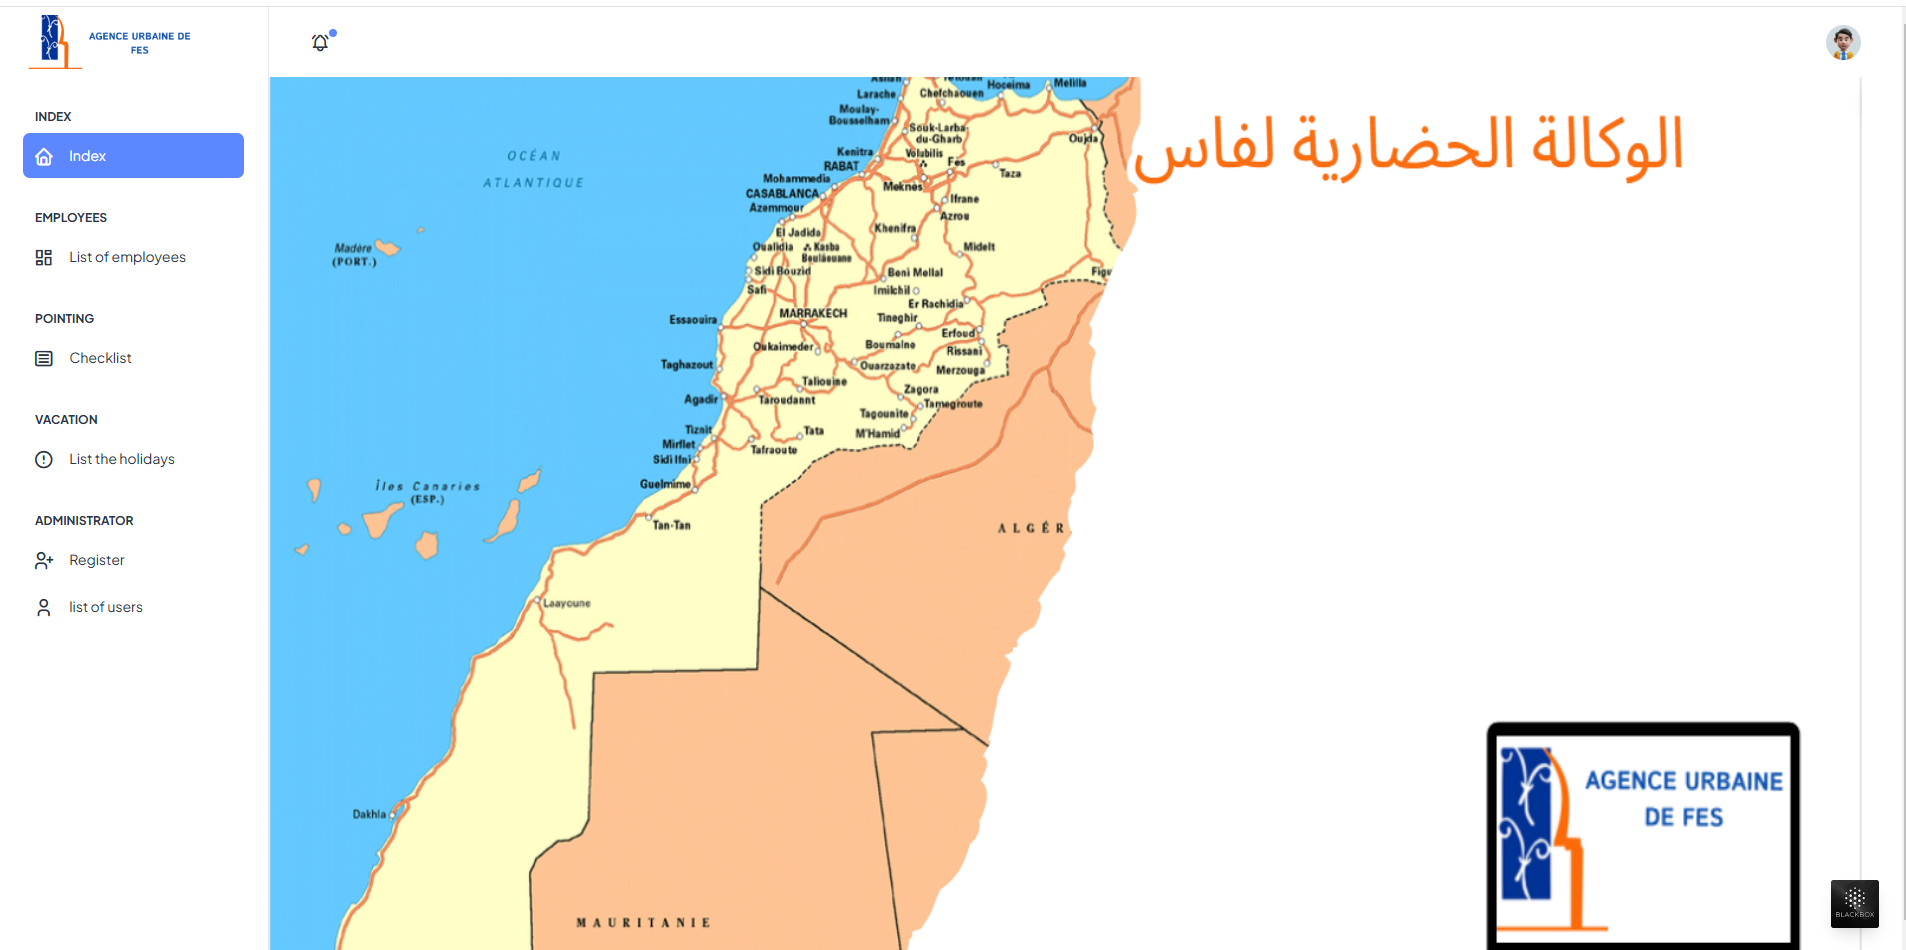 AGENCE URBAINE DE
FES
INDEX
Index
EMPLOYEES
List of employees
POINTING
Checklist
VACATION
List the holidays
ADMINISTRATOR
Register
list of users
OCÉAN
ATLANTIQUE
Madère
(PORT.)
Îles Canaries
(ESP.)
Larache
Chefchaouen
Hoceima
Melilla
Moulay-
Bousselham
Souk-Larba-
du-Gharb
Oujda
Kenitra
Volubilis
RABAT
Fes
Taza
Mohammedia
Meknes
CASABLANCA
Ifrane
Azemmour
Azrou
El Jadida
Khenifra
Oualidia
Kasba
Boulâouane
Midelt
Sidi Bouzid
Beni Mellal
Figu
Safi
Imilchil
Er Rachidia
MARRAKECH
Tineghir
Essaouira
Erfoud
Oukaimeden
Boumalne
Rissani
Taghazout
Ouarzazate
Merzouga
Taliouine
Zagora
Agadir
Taroudannt
Tamegroute
Tagounite
Tiznit
Tata
M'Hamid
Mirflet
Tafraoute
Sidi Ifni
Guelmime
Tan-Tan
ALGÉR
Laayoune
Dakhla
MAURITANIE
الوكالة الحضارية لفاس
AGENCE URBAINE
DE FES
BLACKBOX